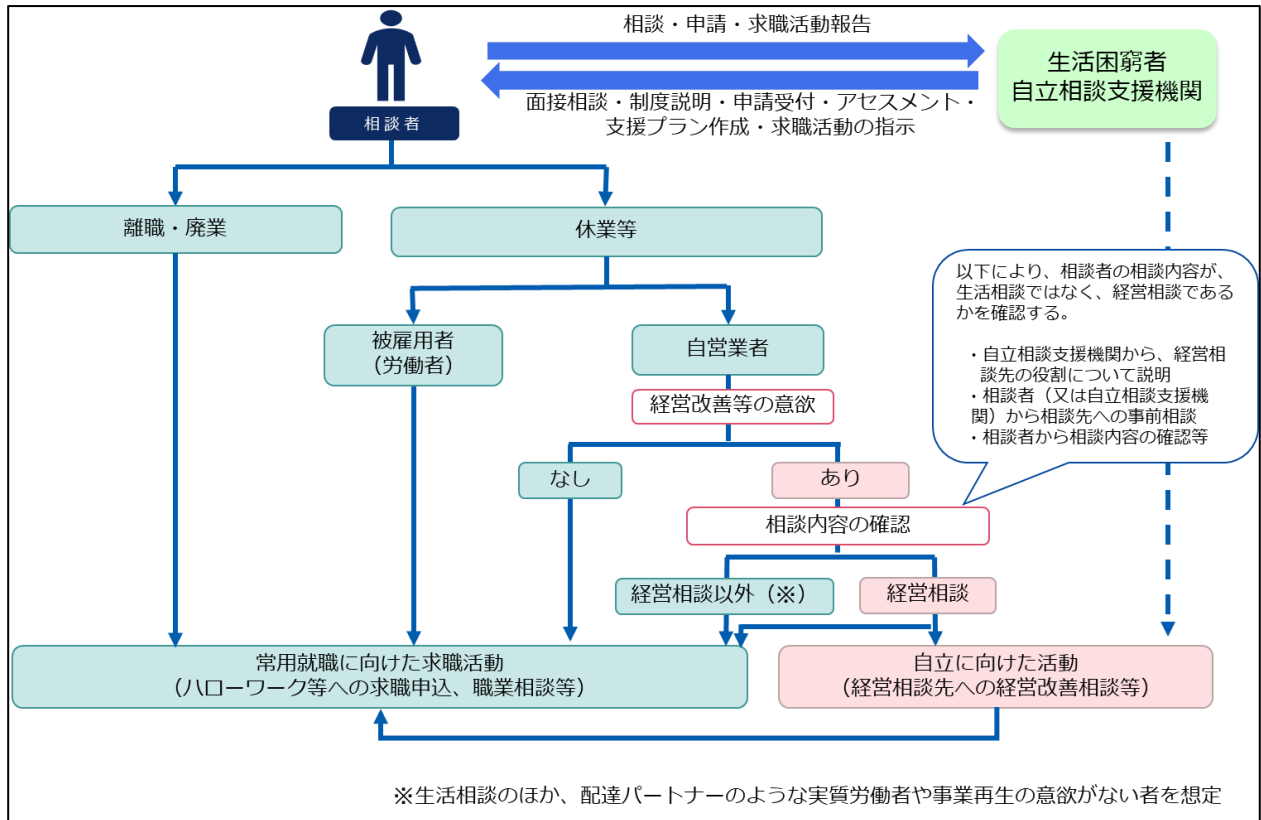 相談・申請・求職活動報告
生活困窮者
自立相談支援機関
面接相談・制度説明・申請受付・アセスメント・
支援プラン作成・求職活動の指示
相談者
離職・廃業
休業等
以下により、相談者の相談内容が、
生活相談ではなく、経営相談である
かを確認する。
・自立相談支援機関から、経営相
談先の役割について説明
・相談者（又は自立相談支援機
関）から相談先への事前相談
・相談者から相談内容の確認等
被雇用者
（労働者）
自営業者
経営改善等の意欲
なし
あり
相談内容の確認
経営相談以外（※）
経営相談
常用就職に向けた求職活動
（ハローワーク等への求職申込、職業相談等）
自立に向けた活動
（経営相談先への経営改善相談等）
※生活相談のほか、配達パートナーのような実質労働者や事業再生の意欲がない者を想定